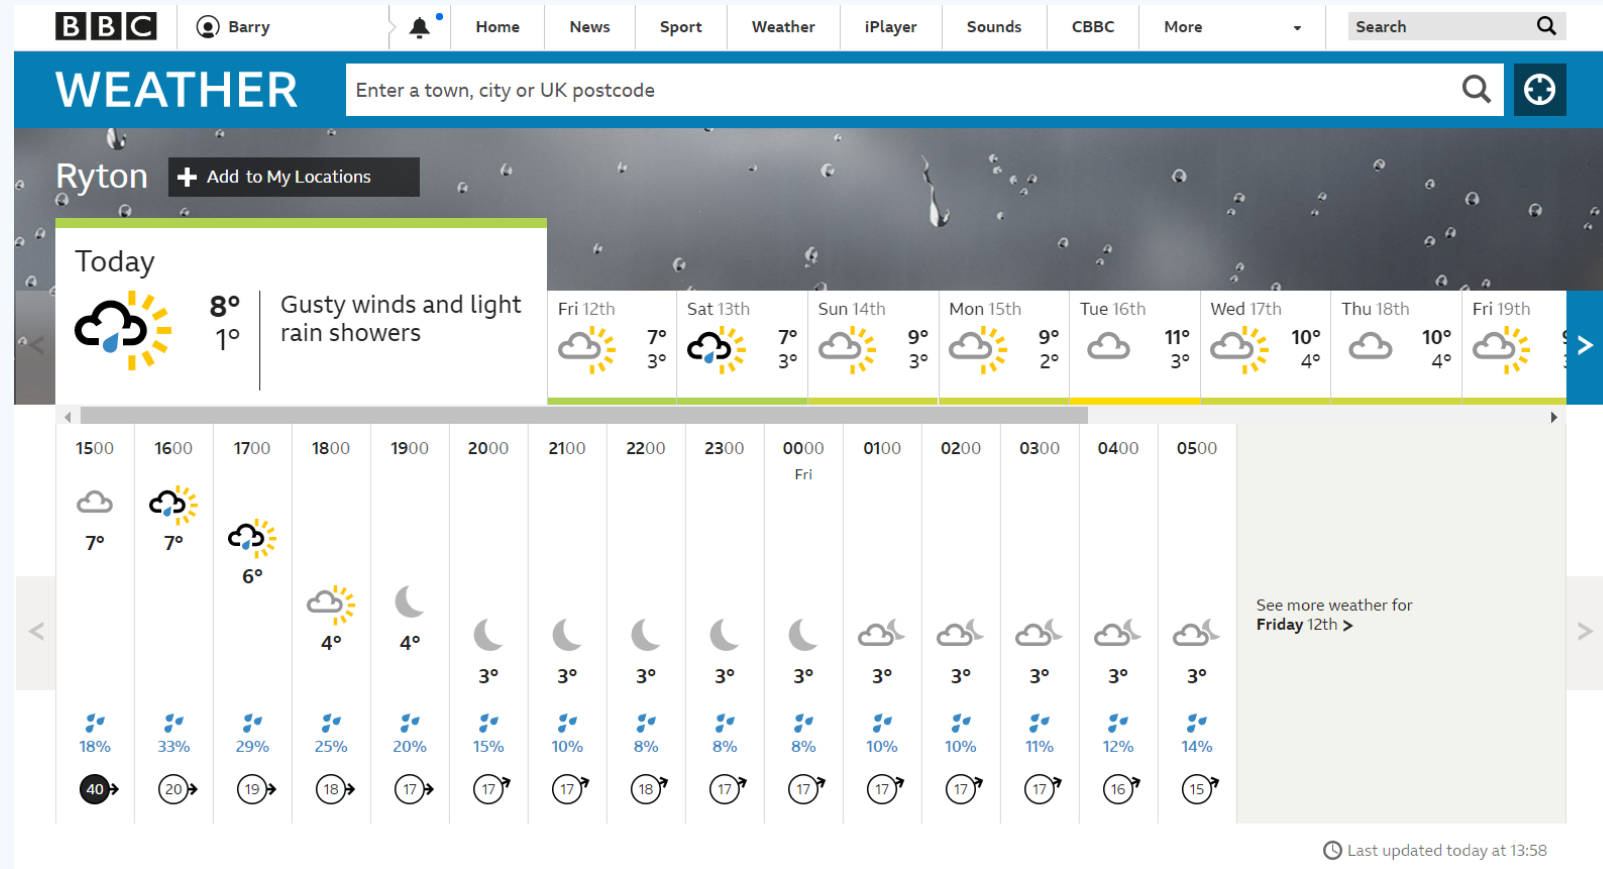 BBC Barry Home News Sport Weather iPlayer Sounds CBBC More Search
WEATHER Enter a town, city or UK postcode
Ryton Add to My Locations
Today
8°
1°
Gusty winds and light
rain showers
Fri 12th
7°
3°
Sat 13th
7°
3°
Sun 14th
9°
3°
Mon 15th
9°
2°
Tue 16th
11°
3°
Wed 17th
10°
4°
Thu 18th
10°
4°
Fri 19th
1500 1600 1700 1800 1900 2000 2100 2200 2300 0000 0100 0200 0300 0400 0500
Fri
7° 7° 6° 4° 4° 3° 3° 3° 3° 3° 3° 3° 3° 3° 3°
See more weather for
Friday 12th >
18% 33% 29% 25% 20% 15% 10% 8% 8% 8% 10% 10% 11% 12% 14%
40 20 19 18 17 17 17 18 17 17 17 17 17 16 15
Last updated today at 13:58